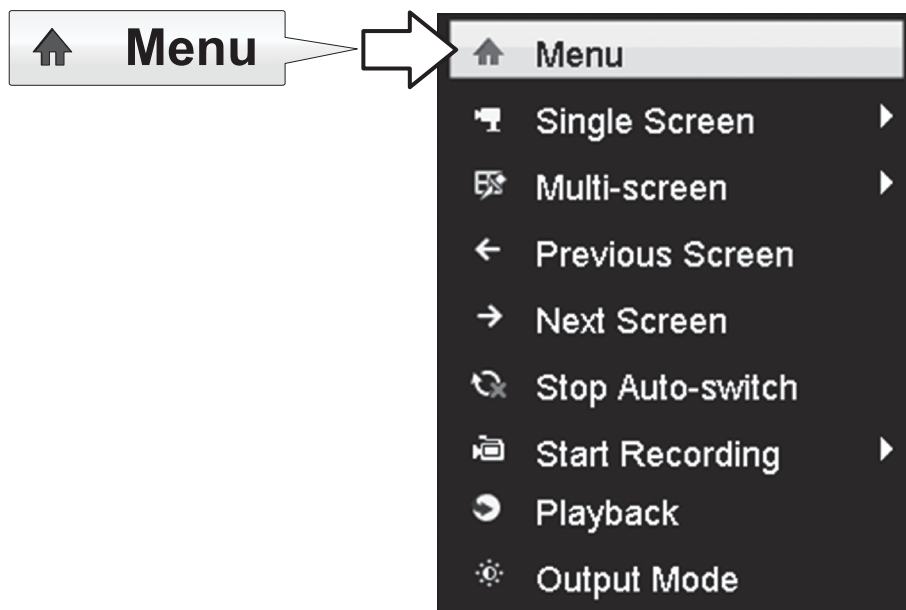 Menu
Menu
Single Screen
Multi-screen
Previous Screen
Next Screen
Stop Auto-switch
Start Recording
Playback
Output Mode